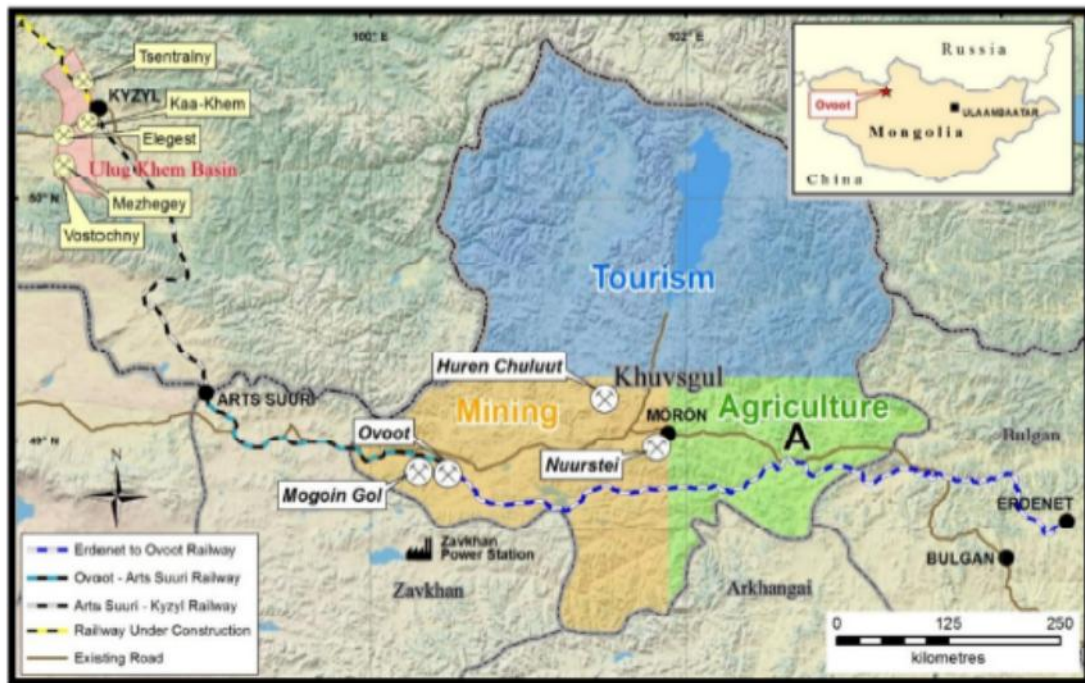 100° E
102° E
Tsentralny
KYZYL
Kaa-Khem
Elegest
Ulug Khem Basin
50° N
Mezhegey
Vostochny
Russia
Ovoot
ULAANBAATAR
Mongolia
China
Tourism
Huren Chuluut
Khuvsgul
ARTS SUURI
Mining
MORON
Agriculture
Ovoot
A
49° N
Bulgan
Nuurstei
Mogoin Gol
N
ERDENET
Zavkhan
Power Station
BULGAN
Zavkhan
Arkhangai
Erdenet to Ovoot Railway
Ovoot - Arts Suuri Railway
Arts Suuri - Kyzyl Railway
Railway Under Construction
Existing Road
0 125 250
kilometres